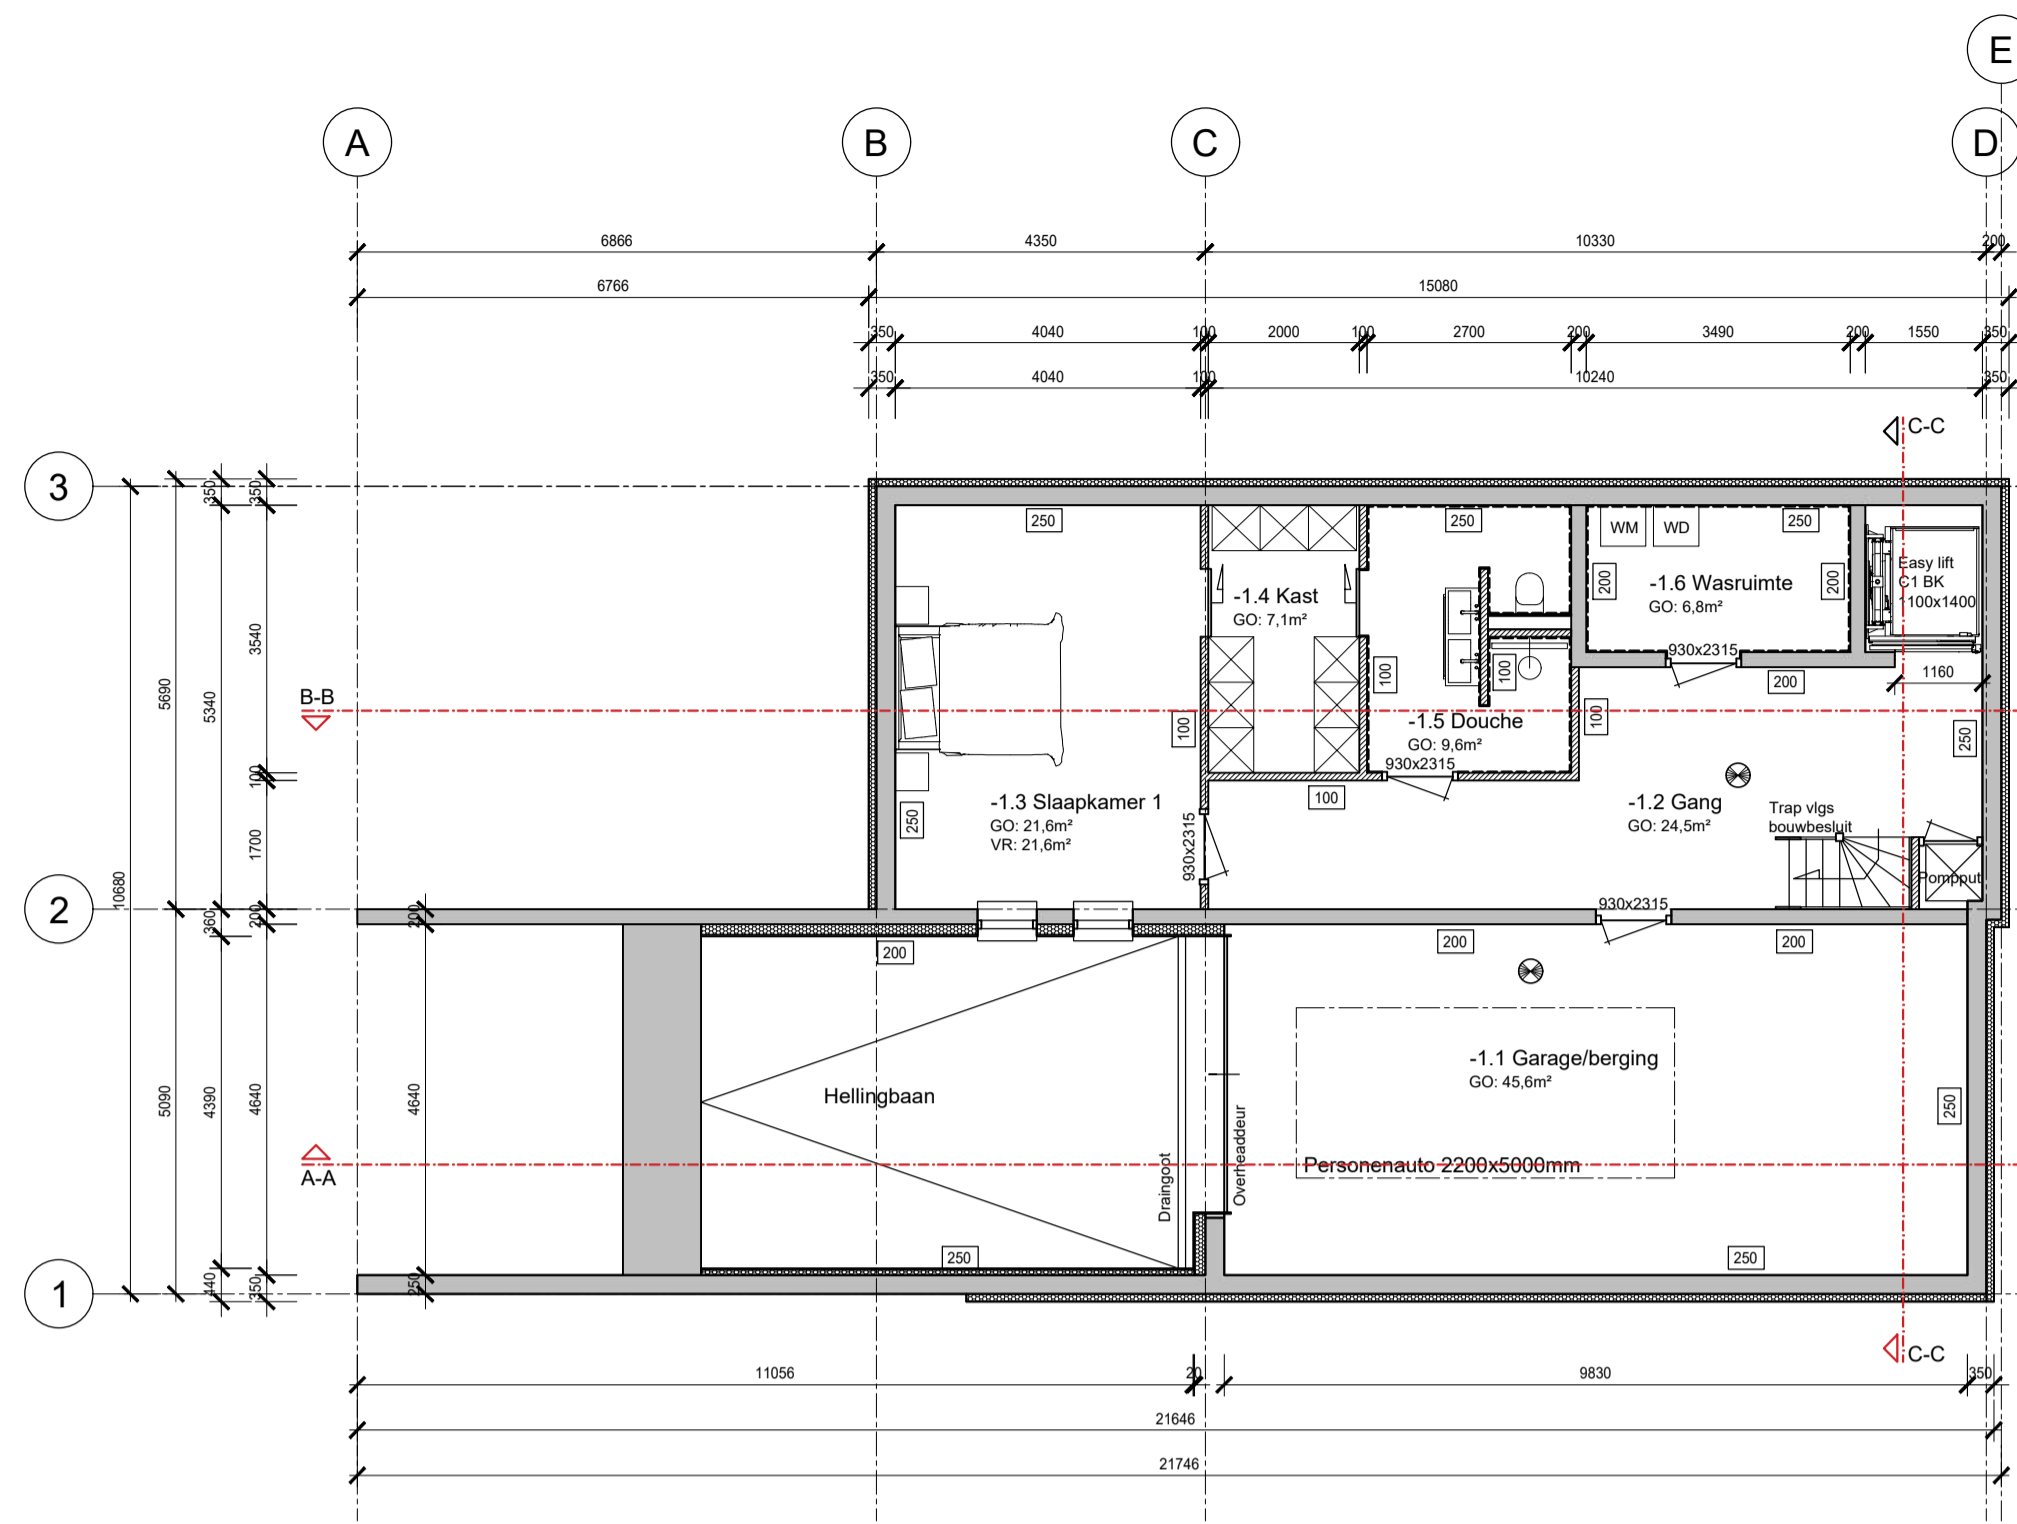 E
A
B
C
D
6866
4350
10330
200
6766
15080
350
4040
100
2000
100
2700
200
3490
200
1550
350
350
4040
100
10240
350
C-C
3
350
350
250
250
250
WM
WD
Easy lift
C1 BK
1100x1400
200
-1.6 Wasruimte
GO: 6,8m²
200
-1.4 Kast
GO: 7,1m²
3540
5690
5340
930x2315
100
100
200
1160
B-B
100
-1.5 Douche
GO: 9,6m²
930x2315
100
250
100
100
-1.3 Slaapkamer 1
GO: 21,6m²
VR: 21,6m²
250
-1.2 Gang
GO: 24,5m²
Trap vlgs
bouwbesluit
1700
930x2315
Pompput
10680
2
360
200
200
930x2315
200
200
200
-1.1 Garage/berging
GO: 45,6m²
5090
4390
4640
4640
Hellingbaan
250
Draingoot
Overheaddeur
Personenauto 2200x5000mm
A-A
250
250
1
440
350
250
C-C
11056
20
9830
350
21646
21746